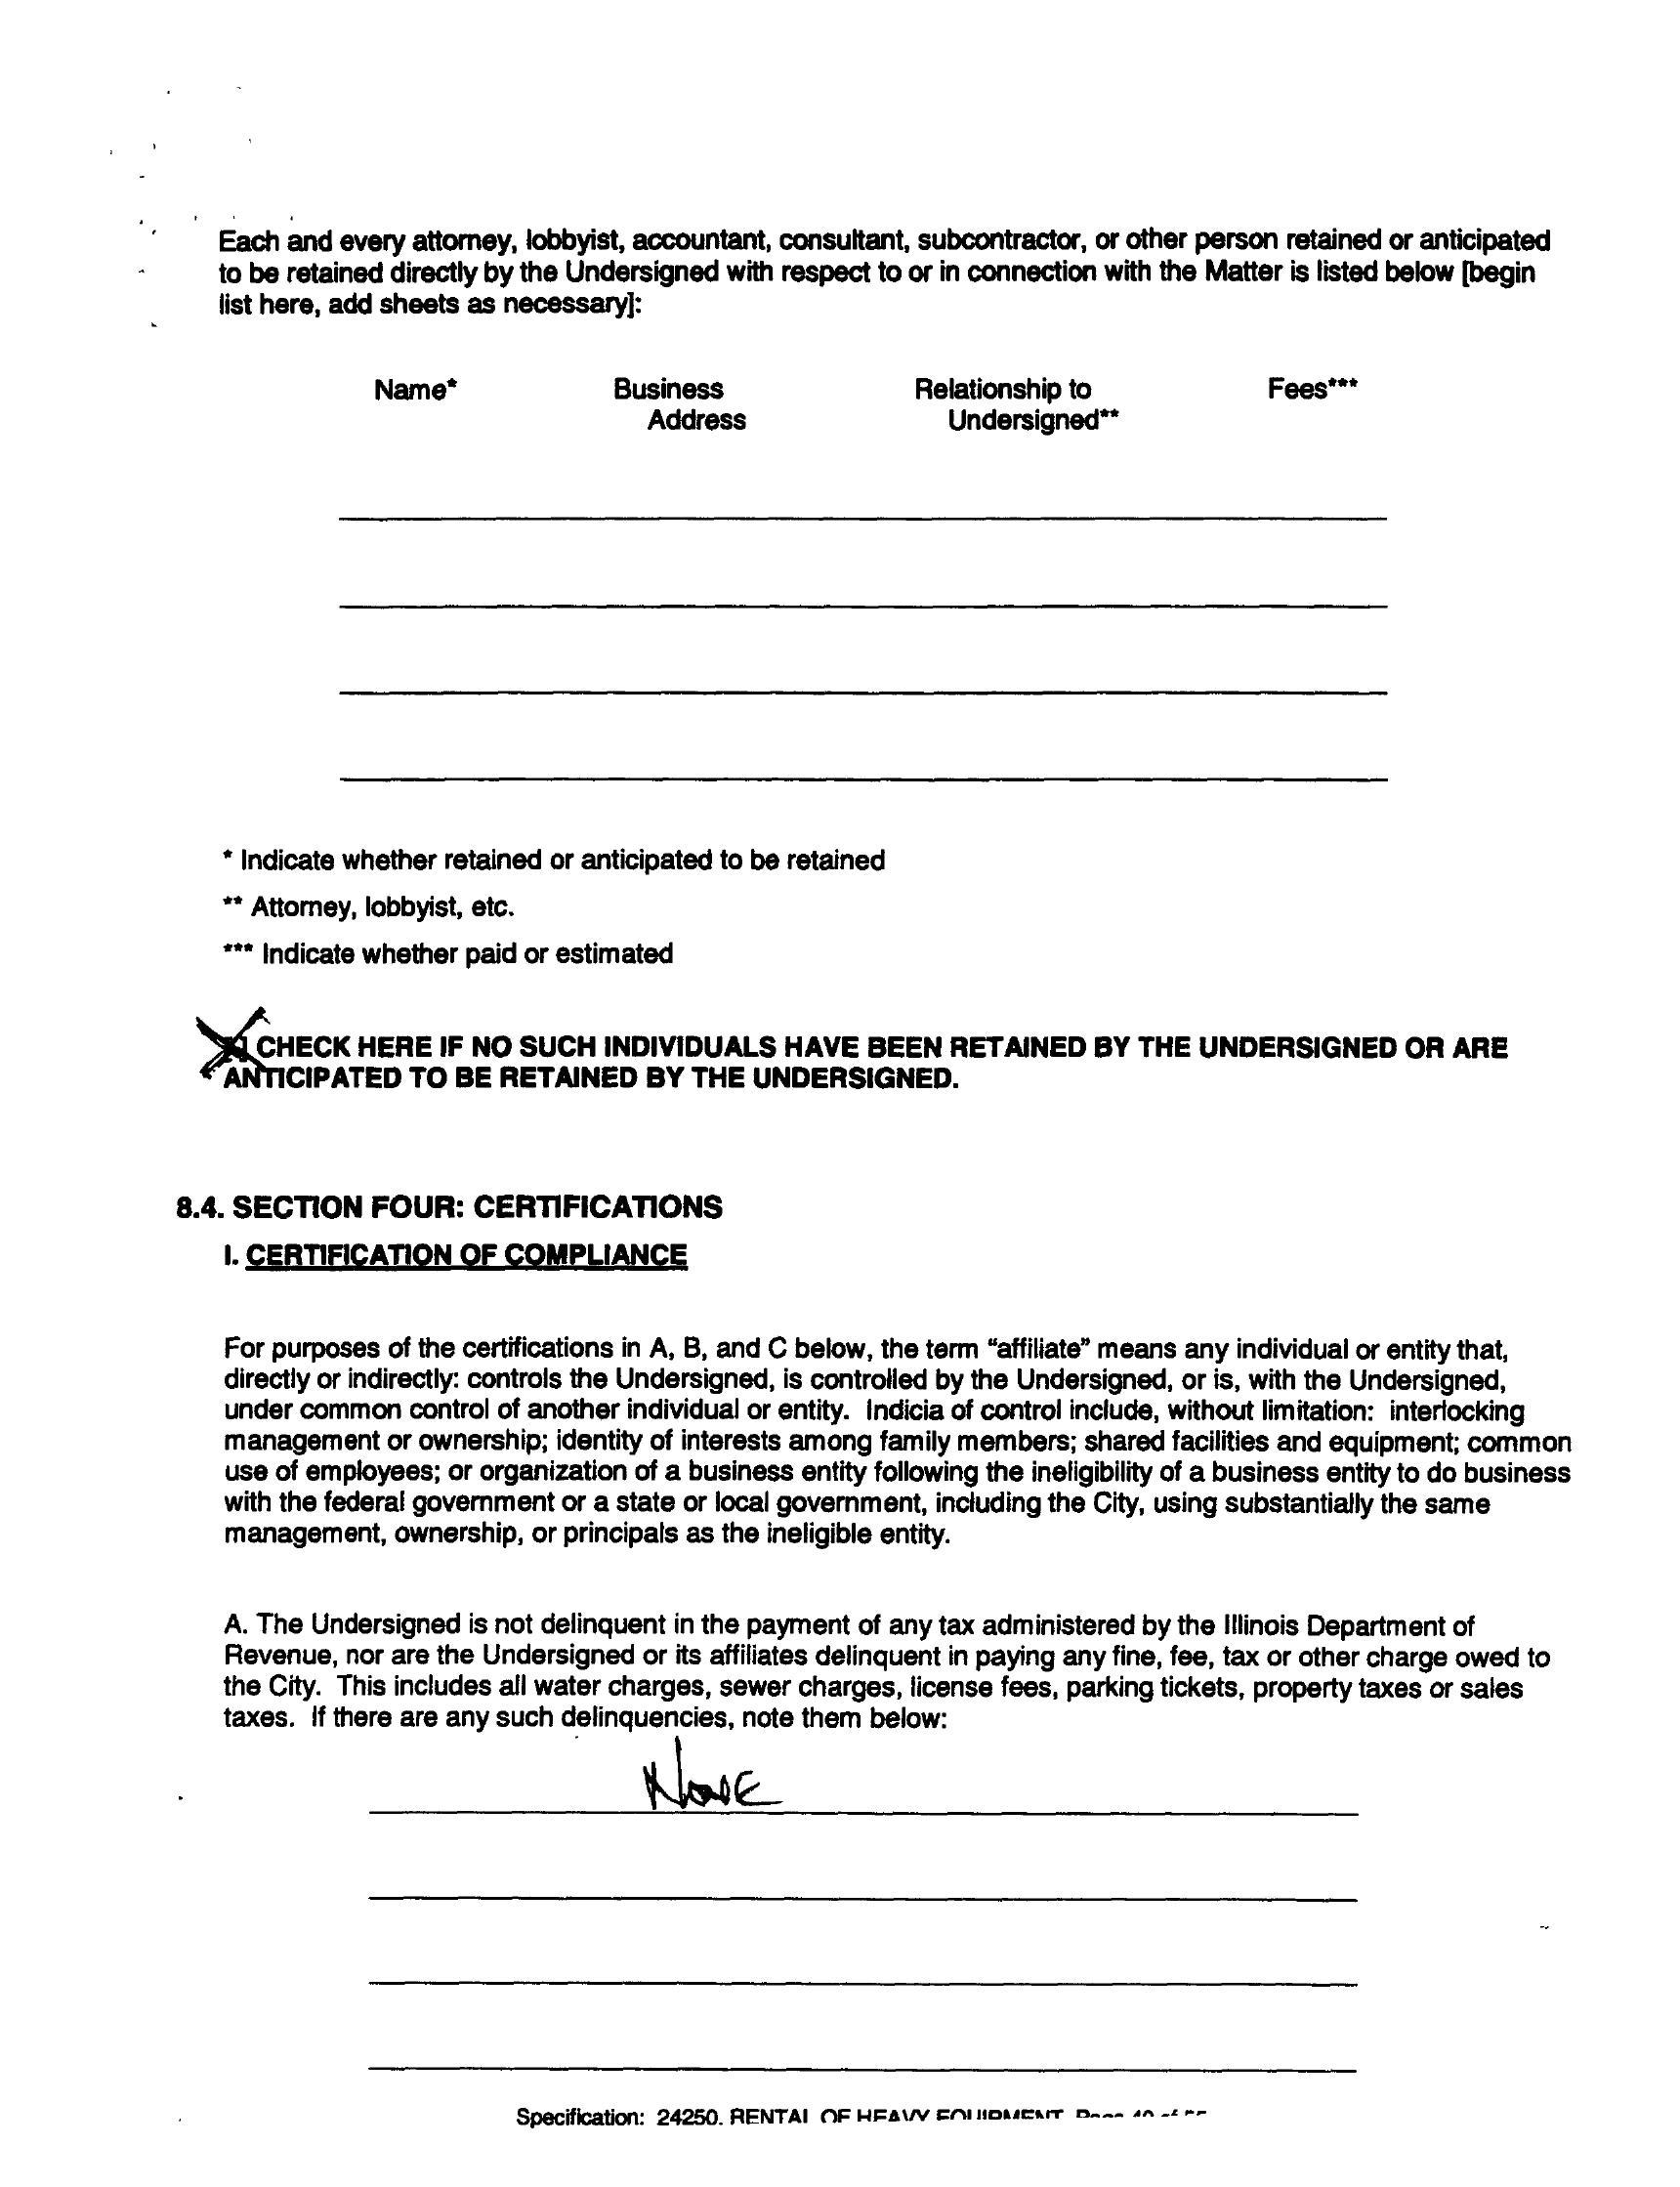 Each and every attorney, lobbyist, accountant, consultant, subcontractor, or other person retained or anticipated
to be retained directly by the Undersigned with respect to or in connection with the Matter is listed below [begin
list here, add sheets as necessary]:
Name* Business Relationship to Fees***
Address Undersigned**
* Indicate whether retained or anticipated to be retained
** Attorney, lobbyist, etc.
*** Indicate whether paid or estimated
CHECK HERE IF NO SUCH INDIVIDUALS HAVE BEEN RETAINED BY THE UNDERSIGNED OR ARE
ANTICIPATED TO BE RETAINED BY THE UNDERSIGNED.
8.4. SECTION FOUR: CERTIFICATIONS
I. CERTIFICATION OF COMPLIANCE
For purposes of the certifications in A, B, and C below, the term “affiliate” means any individual or entity that,
directly or indirectly: controls the Undersigned, is controlled by the Undersigned, or is, with the Undersigned,
under common control of another individual or entity. Indicia of control include, without limitation: interlocking
management or ownership; identity of interests among family members; shared facilities and equipment; common
use of employees; or organization of a business entity following the ineligibility of a business entity to do business
with the federal government or a state or local government, including the City, using substantially the same
management, ownership, or principals as the ineligible entity.
A. The Undersigned is not delinquent in the payment of any tax administered by the Illinois Department of
Revenue, nor are the Undersigned or its affiliates delinquent in paying any fine, fee, tax or other charge owed to
the City. This includes all water charges, sewer charges, license fees, parking tickets, property taxes or sales
taxes. If there are any such delinquencies, note them below:
NONE
Specification: 24250. RENTAL OF HEAVY EQUIPMENT Page of